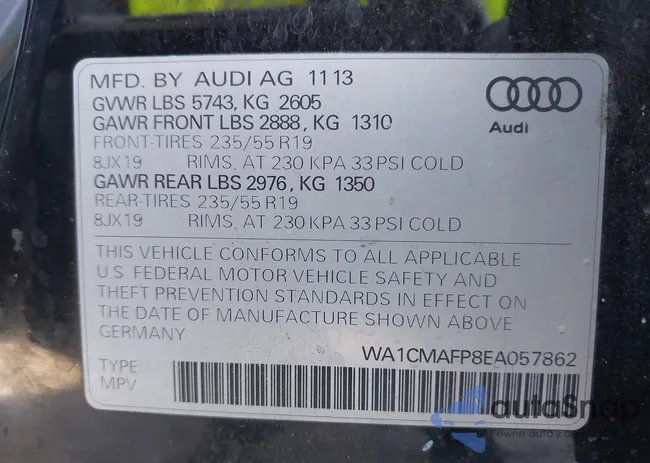 MFD. BY AUDI AG 11 13
GVWR LBS 5743, KG 2605
GAWR FRONT LBS 2888, KG 1310
FRONT-TIRES 235/55 R19
8JX19 RIMS, AT 230 KPA 33 PSI COLD
GAWR REAR LBS 2976, KG 1350
REAR-TIRES 235/55 R19
8JX19 RIMS, AT 230 KPA 33 PSI COLD
Audi
THIS VEHICLE CONFORMS TO ALL APPLICABLE
U.S FEDERAL MOTOR VEHICLE SAFETY AND
THEFT PREVENTION STANDARDS IN EFFECT ON
THE DATE OF MANUFACTURE SHOWN ABOVE
GERMANY
WA1CMAFP8EA057862
TYPE
MPV
autoSnap
Pewne auto z